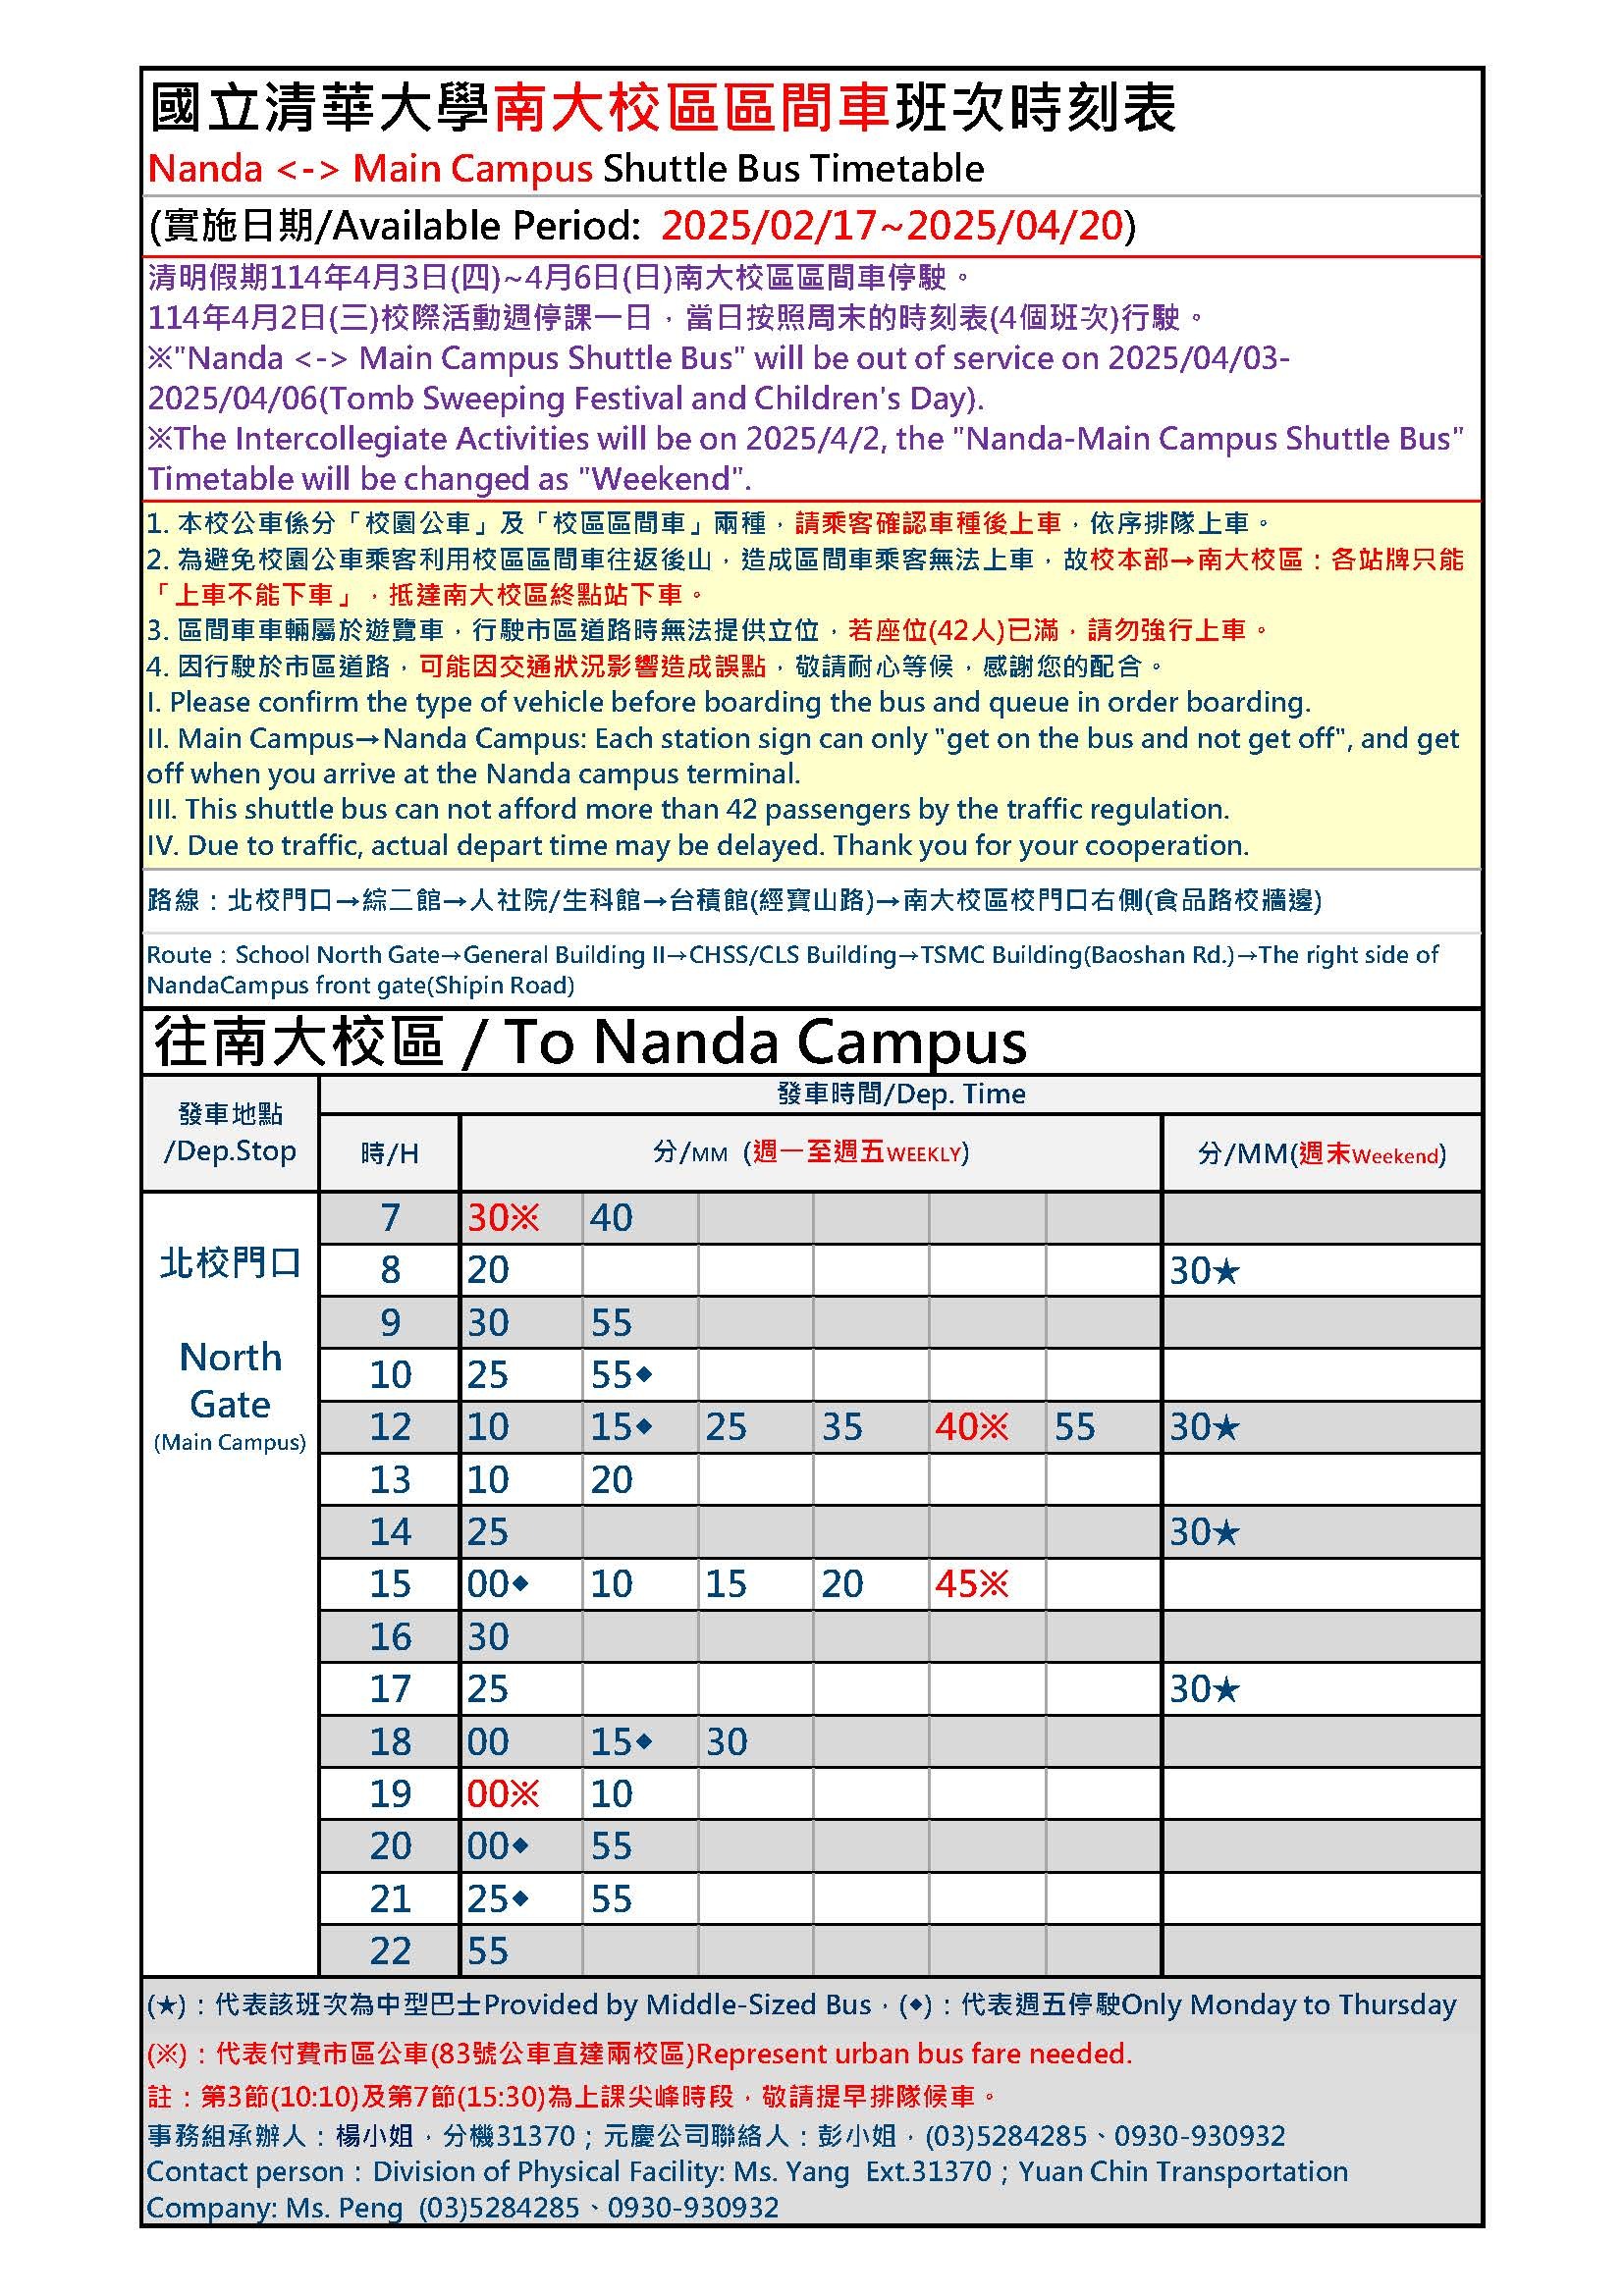 國立清華大學南大校區區間車班次時刻表
Nanda <-> Main Campus Shuttle Bus Timetable
(實施日期/Available Period: 2025/02/17~2025/04/20)
清明假期114年4月3日(四)~4月6日(日)南大校區區間車停駛。
114年4月2日(三)校際活動週停課一日，當日按照周末的時刻表(4個班次)行駛。
※"Nanda <-> Main Campus Shuttle Bus" will be out of service on 2025/04/03-
2025/04/06(Tomb Sweeping Festival and Children's Day).
※The Intercollegiate Activities will be on 2025/4/2, the "Nanda-Main Campus Shuttle Bus"
Timetable will be changed as "Weekend".
1. 本校公車係分「校園公車」及「校區區間車」兩種，請乘客確認車種後上車，依序排隊上車。
2. 為避免校園公車乘客利用校區區間車往返後山，造成區間車乘客無法上車，故校本部→南大校區：各站牌只能
「上車不能下車」，抵達南大校區終點站下車。
3. 區間車車輛屬於遊覽車，行駛市區道路時無法提供立位，若座位(42人)已滿，請勿強行上車。
4. 因行駛於市區道路，可能因交通狀況影響造成誤點，敬請耐心等候，感謝您的配合。
I. Please confirm the type of vehicle before boarding the bus and queue in order boarding.
II. Main Campus→Nanda Campus: Each station sign can only "get on the bus and not get off", and get
off when you arrive at the Nanda campus terminal.
III. This shuttle bus can not afford more than 42 passengers by the traffic regulation.
IV. Due to traffic, actual depart time may be delayed. Thank you for your cooperation.
路線：北校門口→綜二館→人社院/生科館→台積館(經寶山路)→南大校區校門口右側(食品路校牆邊)
Route：School North Gate→General Building II→CHSS/CLS Building→TSMC Building(Baoshan Rd.)→The right side of
NandaCampus front gate(Shipin Road)
往南大校區 / To Nanda Campus
發車地點
/Dep.Stop
發車時間/Dep. Time
時/H 分/MM (週一至週五WEEKLY) 分/MM(週末Weekend)
北校門口
North
Gate
(Main Campus)
7 30※ 40
8 20 30★
9 30 55
10 25 55◆
12 10 15◆ 25 35 40※ 55 30★
13 10 20
14 25 30★
15 00◆ 10 15 20 45※
16 30
17 25 30★
18 00 15◆ 30
19 00※ 10
20 00◆ 55
21 25◆ 55
22 55
(★)：代表該班次為中型巴士Provided by Middle-Sized Bus，(◆)：代表週五停駛Only Monday to Thursday
(※)：代表付費市區公車(83號公車直達兩校區)Represent urban bus fare needed.
註：第3節(10:10)及第7節(15:30)為上課尖峰時段，敬請提早排隊候車。
事務組承辦人：楊小姐，分機31370；元慶公司聯絡人：彭小姐，(03)5284285、0930-930932
Contact person：Division of Physical Facility: Ms. Yang Ext.31370；Yuan Chin Transportation
Company: Ms. Peng (03)5284285、0930-930932